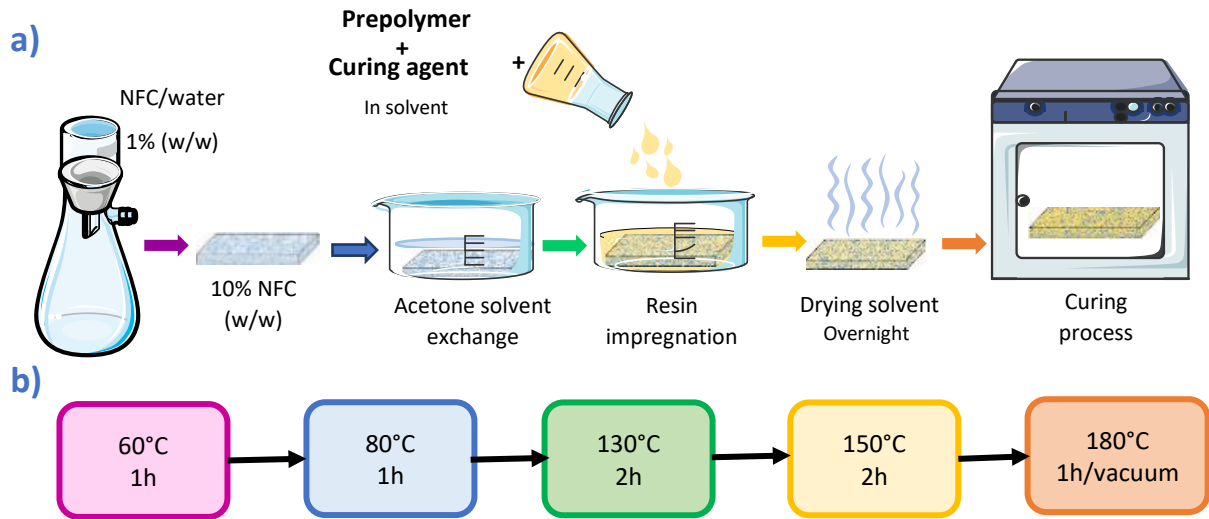 a)
Prepolymer
+
Curing agent
+
In solvent
NFC/water
1% (w/w)
10% NFC
(w/w)
Acetone solvent
exchange
Resin
impregnation
Drying solvent
Overnight
Curing
process
b)
60°C
1h
80°C
1h
130°C
2h
150°C
2h
180°C
1h/vacuum